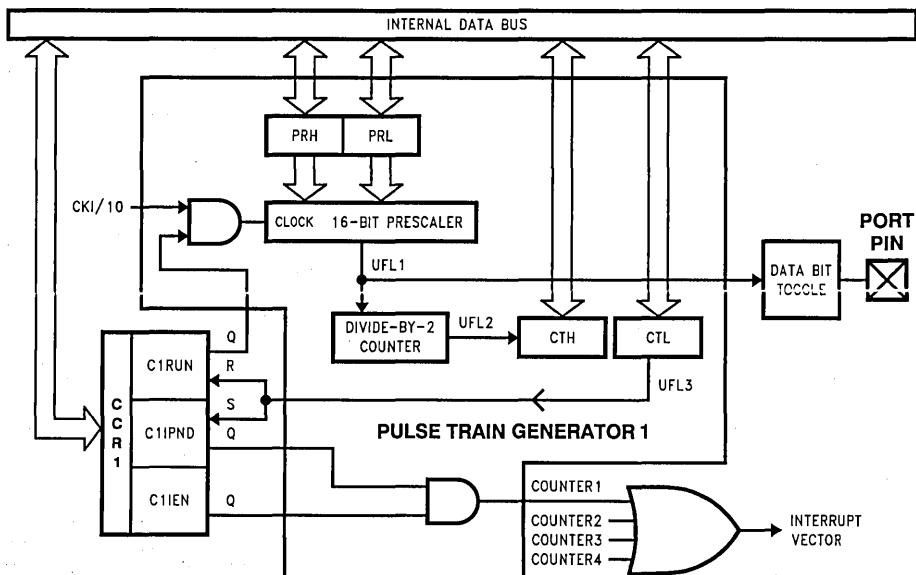 INTERNAL DATA BUS
PRH PRL
CKI/10
CLOCK 16-BIT PRESCALER
PORT
PIN
UFL1
DATA BIT
TOGGLE
DIVIDE-BY-2
COUNTER
UFL2
CTH
CTL
UFL3
CCR1
C1RUN
Q
R
S
C1IPND
Q
C1IEN
Q
PULSE TRAIN GENERATOR 1
COUNTER1
COUNTER2
COUNTER3
COUNTER4
INTERRUPT
VECTOR